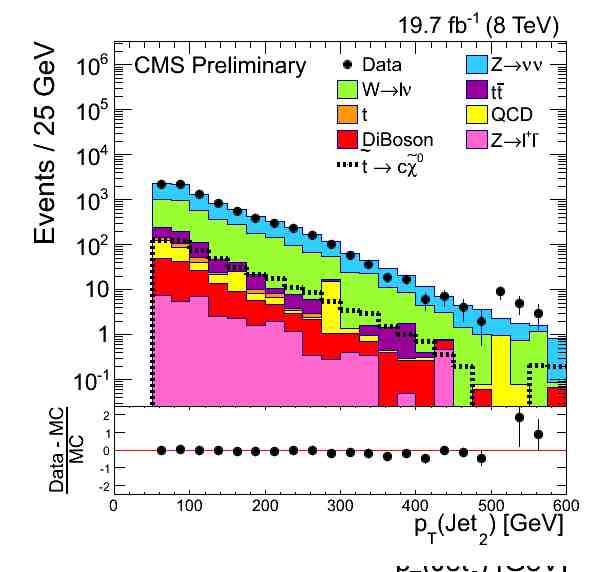 19.7 fb⁻¹ (8 TeV)
CMS Preliminary
Events / 25 GeV
10⁶
10⁵
10⁴
10³
10²
10
1
10⁻¹
Data
Z→νν
W→lν
tt̄
t
QCD
DiBoson
Z→l⁺l⁻
t̃ → cχ̃⁰
Data - MC
MC
2
1
0
-1
-2
0 100 200 300 400 500 600
p_T(Jet_2) [GeV]